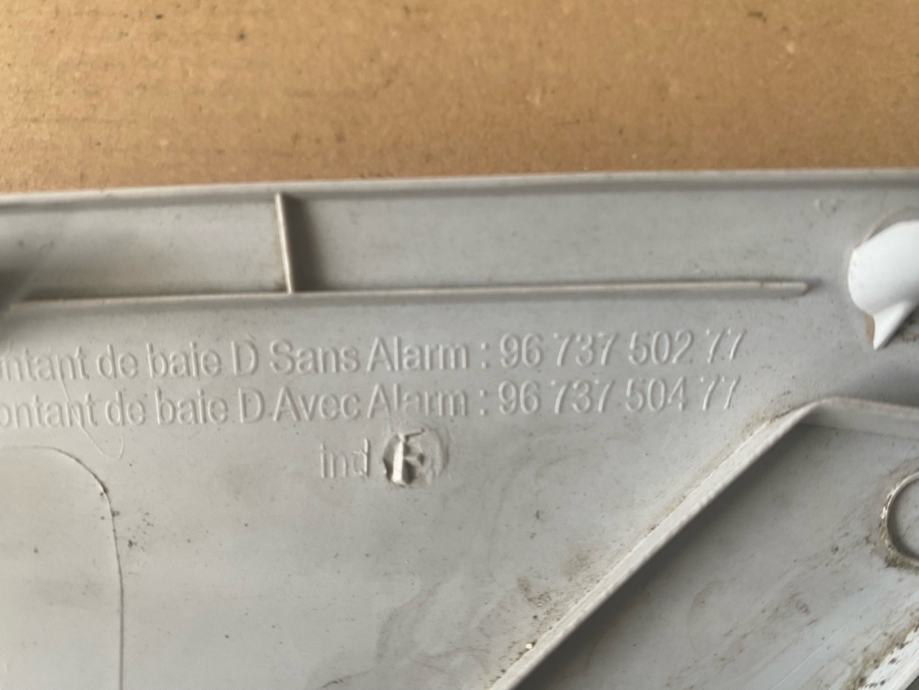 ontant de baie D Sans Alarm : 96 737 502 77
ontant de baie D Avec Alarm : 96 737 504 77
ind F